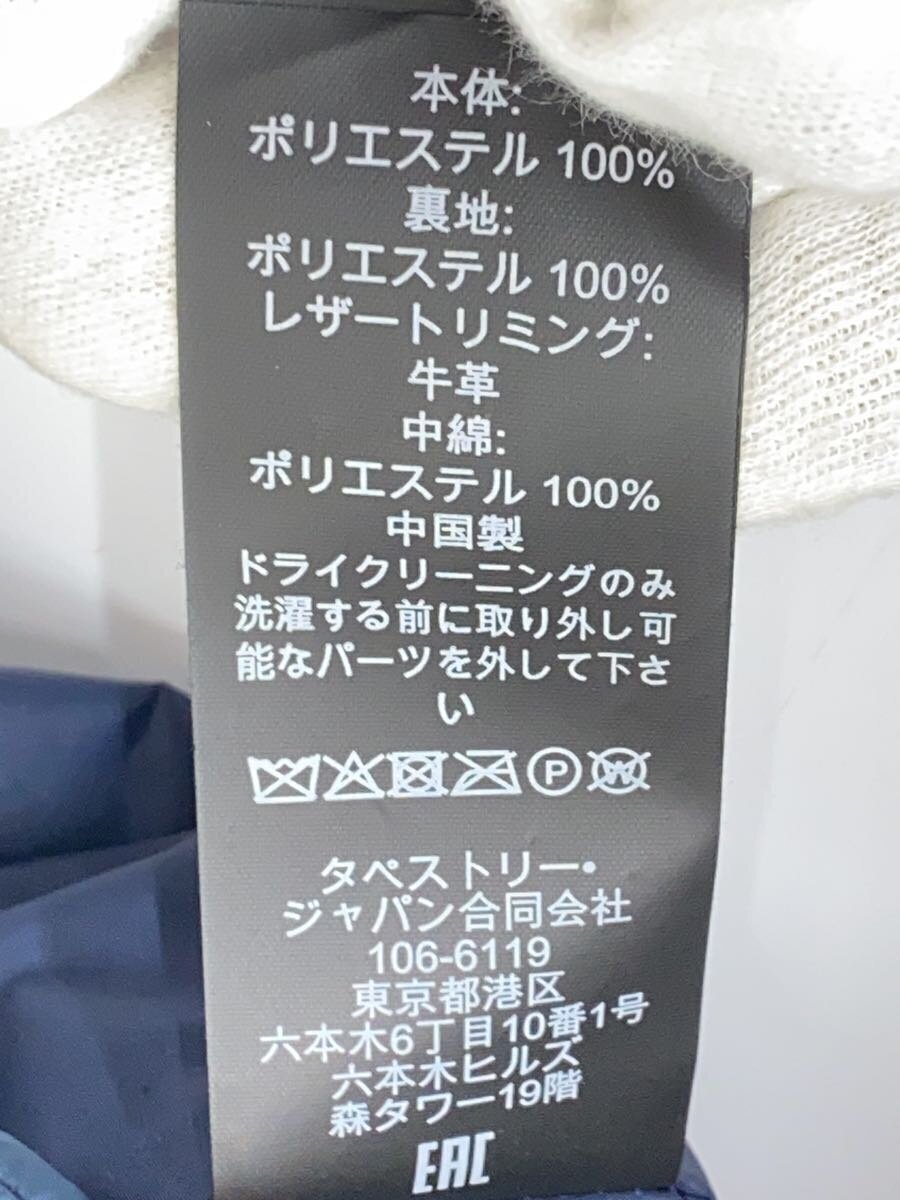 本体:
ポリエステル 100%
裏地:
ポリエステル 100%
レザートリミング:
牛革
中綿:
ポリエステル 100%
中国製
ドライクリーニングのみ
洗濯する前に取り外し可
能なパーツを外して下さ
い
P W
タペストリー・
ジャパン合同会社
106-6119
東京都港区
六本木6丁目10番1号
六本木ヒルズ
森タワー19階
EAC